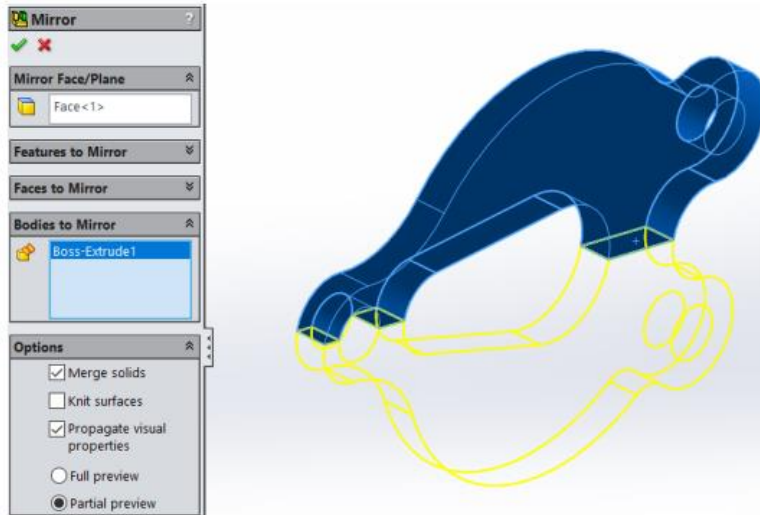 Mirror
?
Mirror Face/Plane
Face<1>
Features to Mirror
Faces to Mirror
Bodies to Mirror
Boss-Extrude1
Options
Merge solids
Knit surfaces
Propagate visual
properties
Full preview
Partial preview